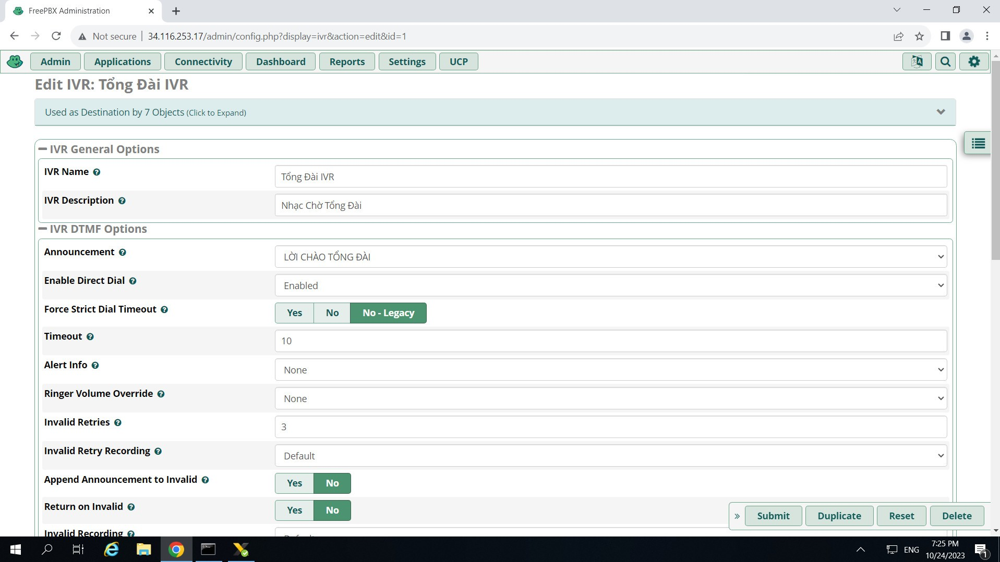 FreePBX Administration
Not secure
34.116.253.17/admin/config.php?display=ivr&action=edit&id=1
Admin
Applications
Connectivity
Dashboard
Reports
Settings
UCP
Edit IVR: Tổng Đài IVR
Used as Destination by 7 Objects (Click to Expand)
IVR General Options
IVR Name
Tổng Đài IVR
IVR Description
Nhạc Chờ Tổng Đài
IVR DTMF Options
Announcement
LỜI CHÀO TỔNG ĐÀI
Enable Direct Dial
Enabled
Force Strict Dial Timeout
Yes
No
No - Legacy
Timeout
10
Alert Info
None
Ringer Volume Override
None
Invalid Retries
3
Invalid Retry Recording
Default
Append Announcement to Invalid
Yes
No
Return on Invalid
Yes
No
Submit
Duplicate
Reset
Delete
Invalid Recording
7:25 PM
ENG
10/24/2023
1